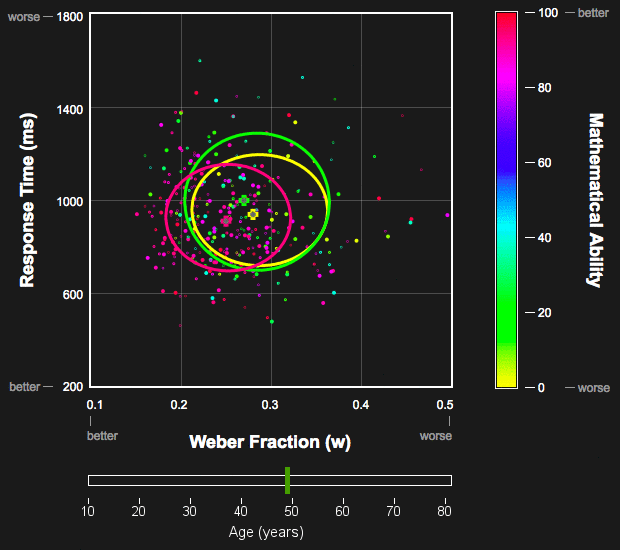 worse
1800
1400
1000
600
better
200
Response Time (ms)
0.1
0.2
0.3
0.4
0.5
better
worse
Weber Fraction (w)
10
20
30
40
50
60
70
80
Age (years)
100
better
80
60
40
20
0
worse
Mathematical Ability